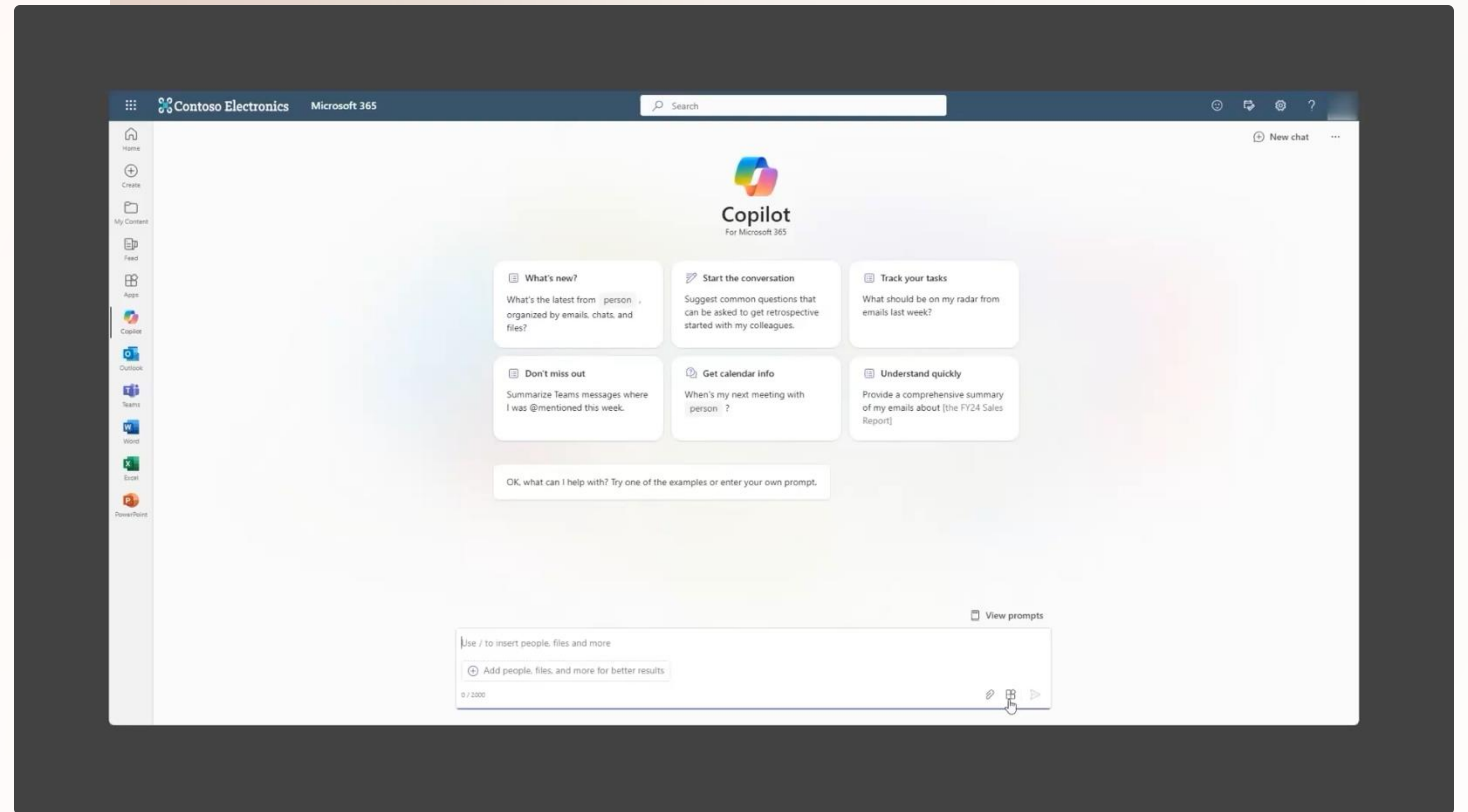 Contoso Electronics
Microsoft 365
Search
New chat
Home
Create
My Content
Feed
Apps
Copilot
Outlook
Teams
Word
Excel
PowerPoint
Copilot
For Microsoft 365
What's new?
What's the latest from person ,
organized by emails, chats, and
files?
Start the conversation
Suggest common questions that
can be asked to get retrospective
started with my colleagues.
Track your tasks
What should be on my radar from
emails last week?
Don't miss out
Summarize Teams messages where
I was @mentioned this week.
Get calendar info
When's my next meeting with
person ?
Understand quickly
Provide a comprehensive summary
of my emails about [the FY24 Sales
Report]
OK, what can I help with? Try one of the examples or enter your own prompt.
View prompts
Use / to insert people, files and more
Add people, files, and more for better results
0 / 2000